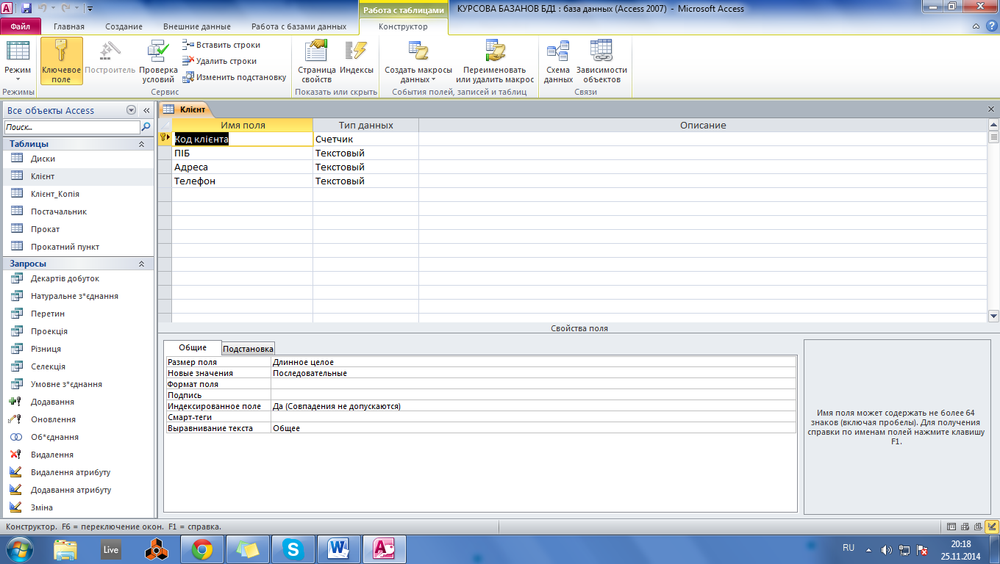 Работа с таблицами
КУРСОВА БАЗАНОВ БД1 : база данных (Access 2007) - Microsoft Access
Файл
Главная
Создание
Внешние данные
Работа с базами данных
Конструктор
Режим
Ключевое поле
Построитель
Проверка условий
Вставить строки
Удалить строки
Изменить подстановку
Страница свойств
Индексы
Создать макросы данных
Переименовать или удалить макрос
Схема данных
Зависимости объектов
Режимы
Сервис
Показать или скрыть
События полей, записей и таблиц
Связи
Все объекты Access
Поиск...
Таблицы
Диски
Клієнт
Клієнт_Копія
Постачальник
Прокат
Прокатний пункт
Запросы
Декартів добуток
Натуральне з*єднання
Перетин
Проекція
Різниця
Селекція
Умовне з*єднання
Додавання
Оновлення
Об*єднання
Видалення
Видалення атрибуту
Додавання атрибуту
Зміна
Клієнт
Имя поля Тип данных Описание
Код клієнта Счетчик
ПІБ Текстовый
Адреса Текстовый
Телефон Текстовый
Свойства поля
Общие Подстановка
Размер поля Длинное целое
Новые значения Последовательные
Формат поля
Подпись
Индексированное поле Да (Совпадения не допускаются)
Смарт-теги
Выравнивание текста Общее
Имя поля может содержать не более 64
знаков (включая пробелы). Для получения
справки по именам полей нажмите клавишу
F1.
Конструктор. F6 = переключение окон. F1 = справка.
Live
RU
20:18
25.11.2014